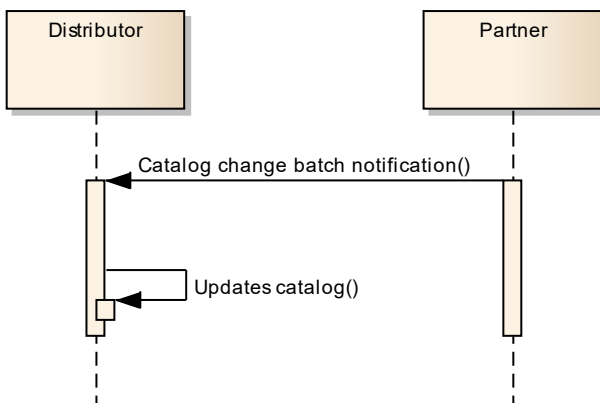 Distributor
Partner
Catalog change batch notification()
Updates catalog()